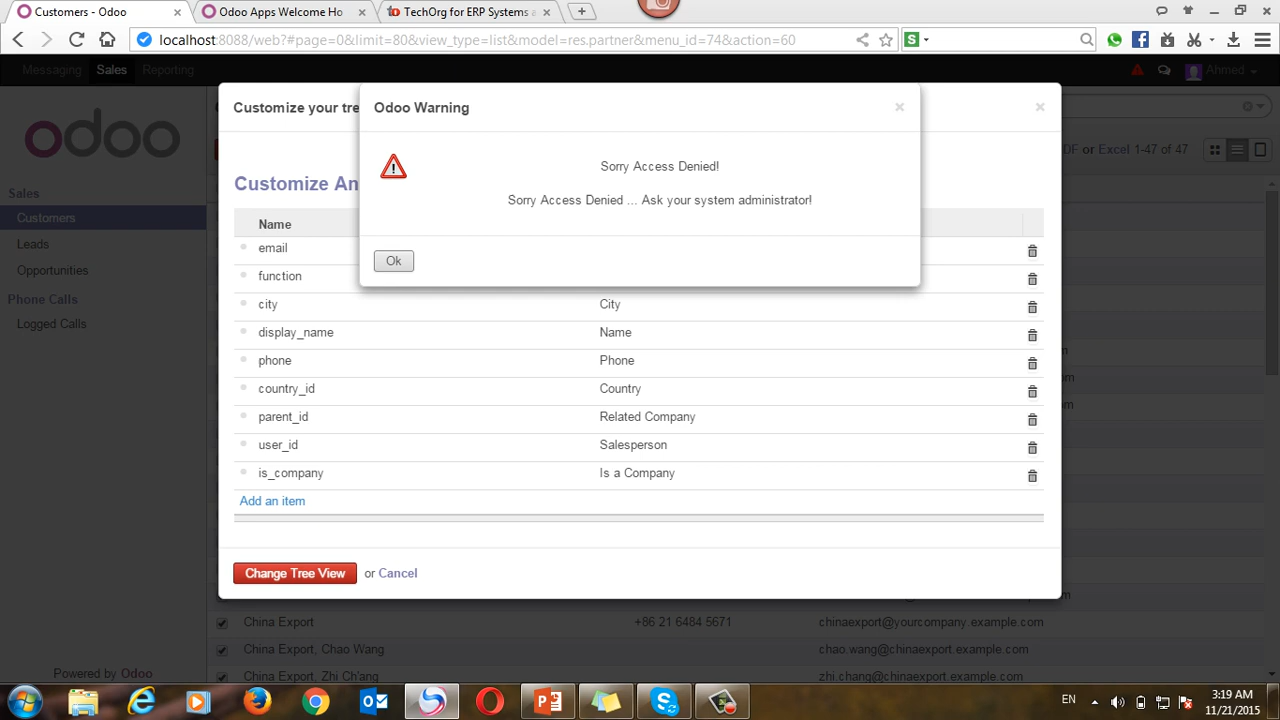 Customers - Odoo
Odoo Apps Welcome Ho
TechOrg for ERP Systems a
localhost:8088/web?#page=0&limit=80&view_type=list&model=res.partner&menu_id=74&action=60
S
Messaging
Sales
Reporting
Ahmed
odoo
Sales
Customers
Leads
Opportunities
Phone Calls
Logged Calls
Powered by Odoo
DF or Excel 1-47 of 47
Customize your tre
Odoo Warning
Sorry Access Denied!
Sorry Access Denied ... Ask your system administrator!
Ok
Customize An
Name
email
function
city City
display_name Name
phone Phone
country_id Country
parent_id Related Company
user_id Salesperson
is_company Is a Company
Add an item
Change Tree View or Cancel
China Export +86 21 6484 5671 chinaexport@yourcompany.example.com
China Export, Chao Wang chao.wang@chinaexport.example.com
China Export, Zhi Ch'ang zhi.chang@chinaexport.example.com
EN
3:19 AM
11/21/2015